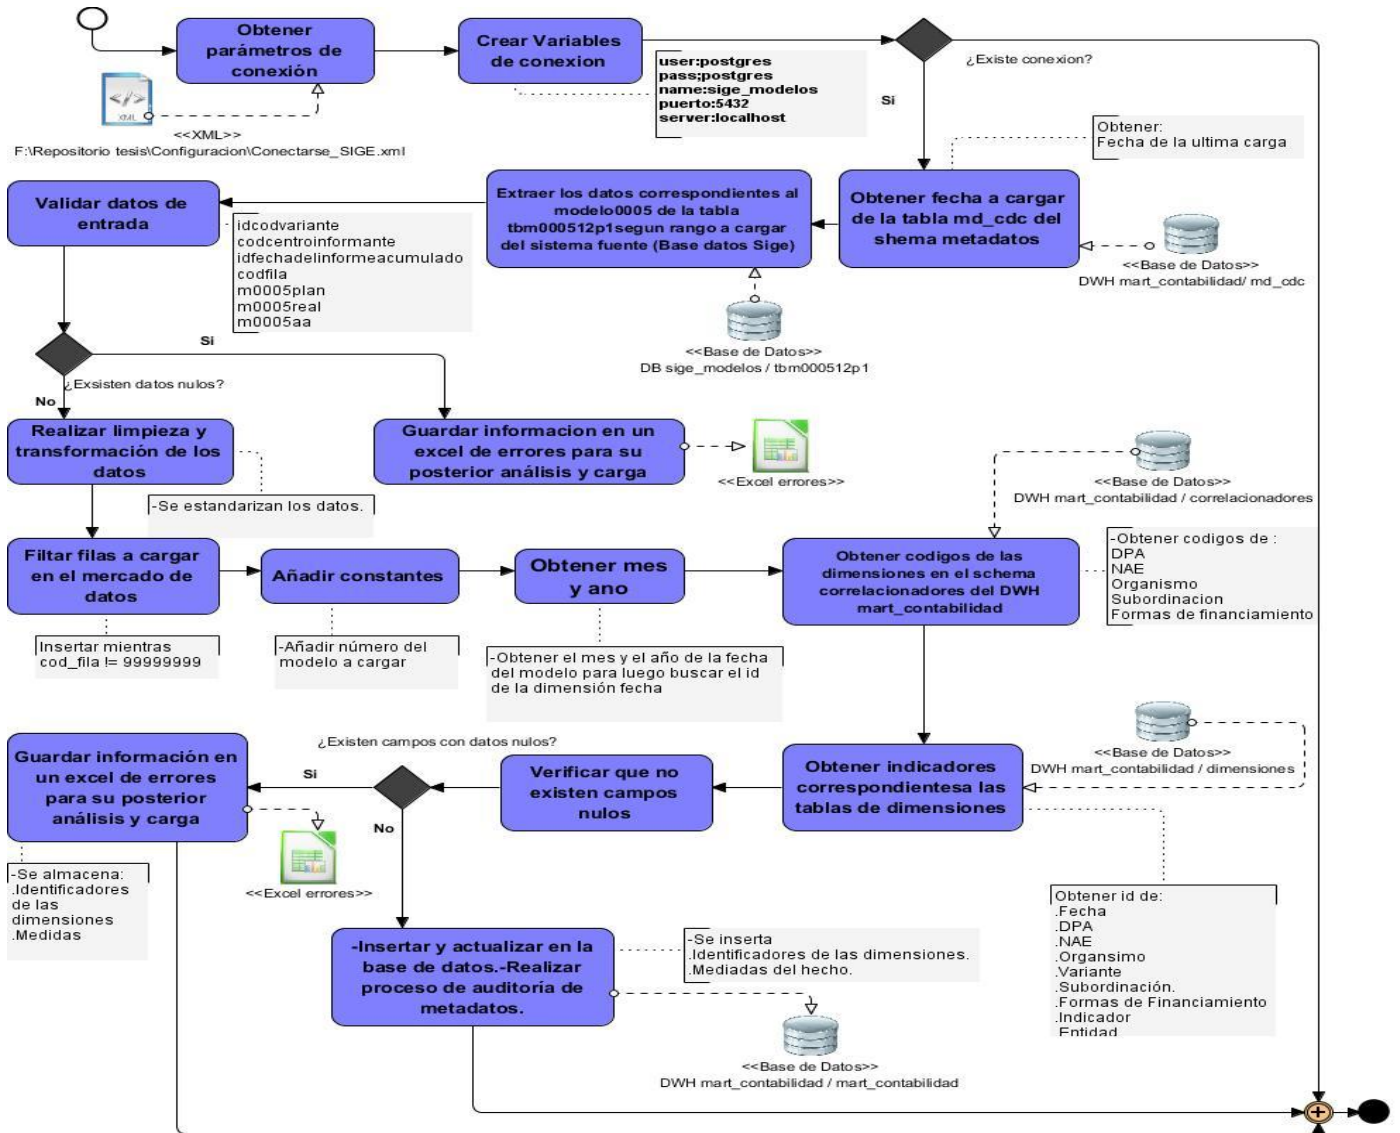 Obtener
parámetros de
conexión
Crear Variables
de conexion
¿Existe conexion?
user:postgres
pass;postgres
name:sige_modelos
puerto:5432
server:localhost
Si
</>
XML
<<XML>>
F:\Repositorio tesis\Configuracion\Conectarse_SIGE.xml
Obtener:
Fecha de la ultima carga
Validar datos de
entrada
Extraer los datos correspondientes al
modelo0005 de la tabla
tbm000512p1segun rango a cargar
del sistema fuente (Base datos Sige)
Obtener fecha a cargar
de la tabla md_cdc del
shema metadatos
idcodvariante
codcentroinformante
idfechadelinformeacumulado
codfila
m0005plan
m0005real
m0005aa
<<Base de Datos>>
DWH mart_contabilidad/ md_cdc
<<Base de Datos>>
DB sige_modelos / tbm000512p1
Si
¿Exsisten datos nulos?
No
Realizar limpieza y
transformación de los
datos
Guardar informacion en un
excel de errores para su
posterior análisis y carga
<<Excel errores>>
<<Base de Datos>>
DWH mart_contabilidad / correlacionadores
-Se estandarizan los datos.
Filtar filas a cargar
en el mercado de
datos
Añadir constantes
Obtener mes
y ano
Obtener codigos de las
dimensiones en el schema
correlacionadores del DWH
mart_contabilidad
-Obtener codigos de :
DPA
NAE
Organismo
Subordinacion
Formas de financiamiento
Insertar mientras
cod_fila != 99999999
-Añadir número del
modelo a cargar
-Obtener el mes y el año de la fecha
del modelo para luego buscar el id
de la dimensión fecha
<<Base de Datos>>
DWH mart_contabilidad / dimensiones
Guardar información en
un excel de errores
para su posterior
análisis y carga
¿Existen campos con datos nulos?
Si
No
Verificar que no
existen campos
nulos
Obtener indicadores
correspondientesa las
tablas de dimensiones
<<Excel errores>>
-Se almacena:
.Identificadores
de las
dimensiones
.Medidas
Obtener id de:
.Fecha
.DPA
.NAE
.Organsimo
.Variante
.Subordinación.
.Formas de Financiamiento
.Indicador
.Entidad
-Insertar y actualizar en la
base de datos.-Realizar
proceso de auditoría de
metadatos.
-Se inserta
.Identificadores de las dimensiones.
.Mediadas del hecho.
<<Base de Datos>>
DWH mart_contabilidad / mart_contabilidad